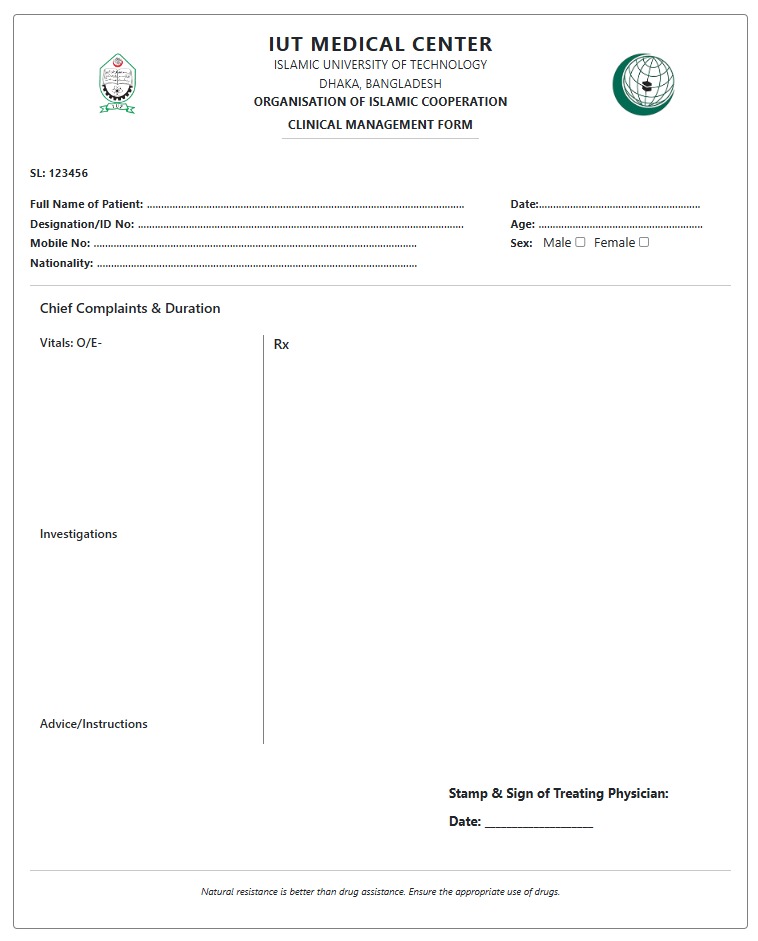 IUT MEDICAL CENTER
ISLAMIC UNIVERSITY OF TECHNOLOGY
DHAKA, BANGLADESH
ORGANISATION OF ISLAMIC COOPERATION
CLINICAL MANAGEMENT FORM
SL: 123456
Full Name of Patient: ................................................................ Date:................................................................
Designation/ID No: ................................................................ Age: ................................................................
Mobile No: ................................................................ Sex: Male Female
Nationality: ................................................................
Chief Complaints & Duration
Vitals: O/E- Rx
Investigations
Advice/Instructions
Stamp & Sign of Treating Physician:
Date: ____________________
Natural resistance is better than drug assistance. Ensure the appropriate use of drugs.